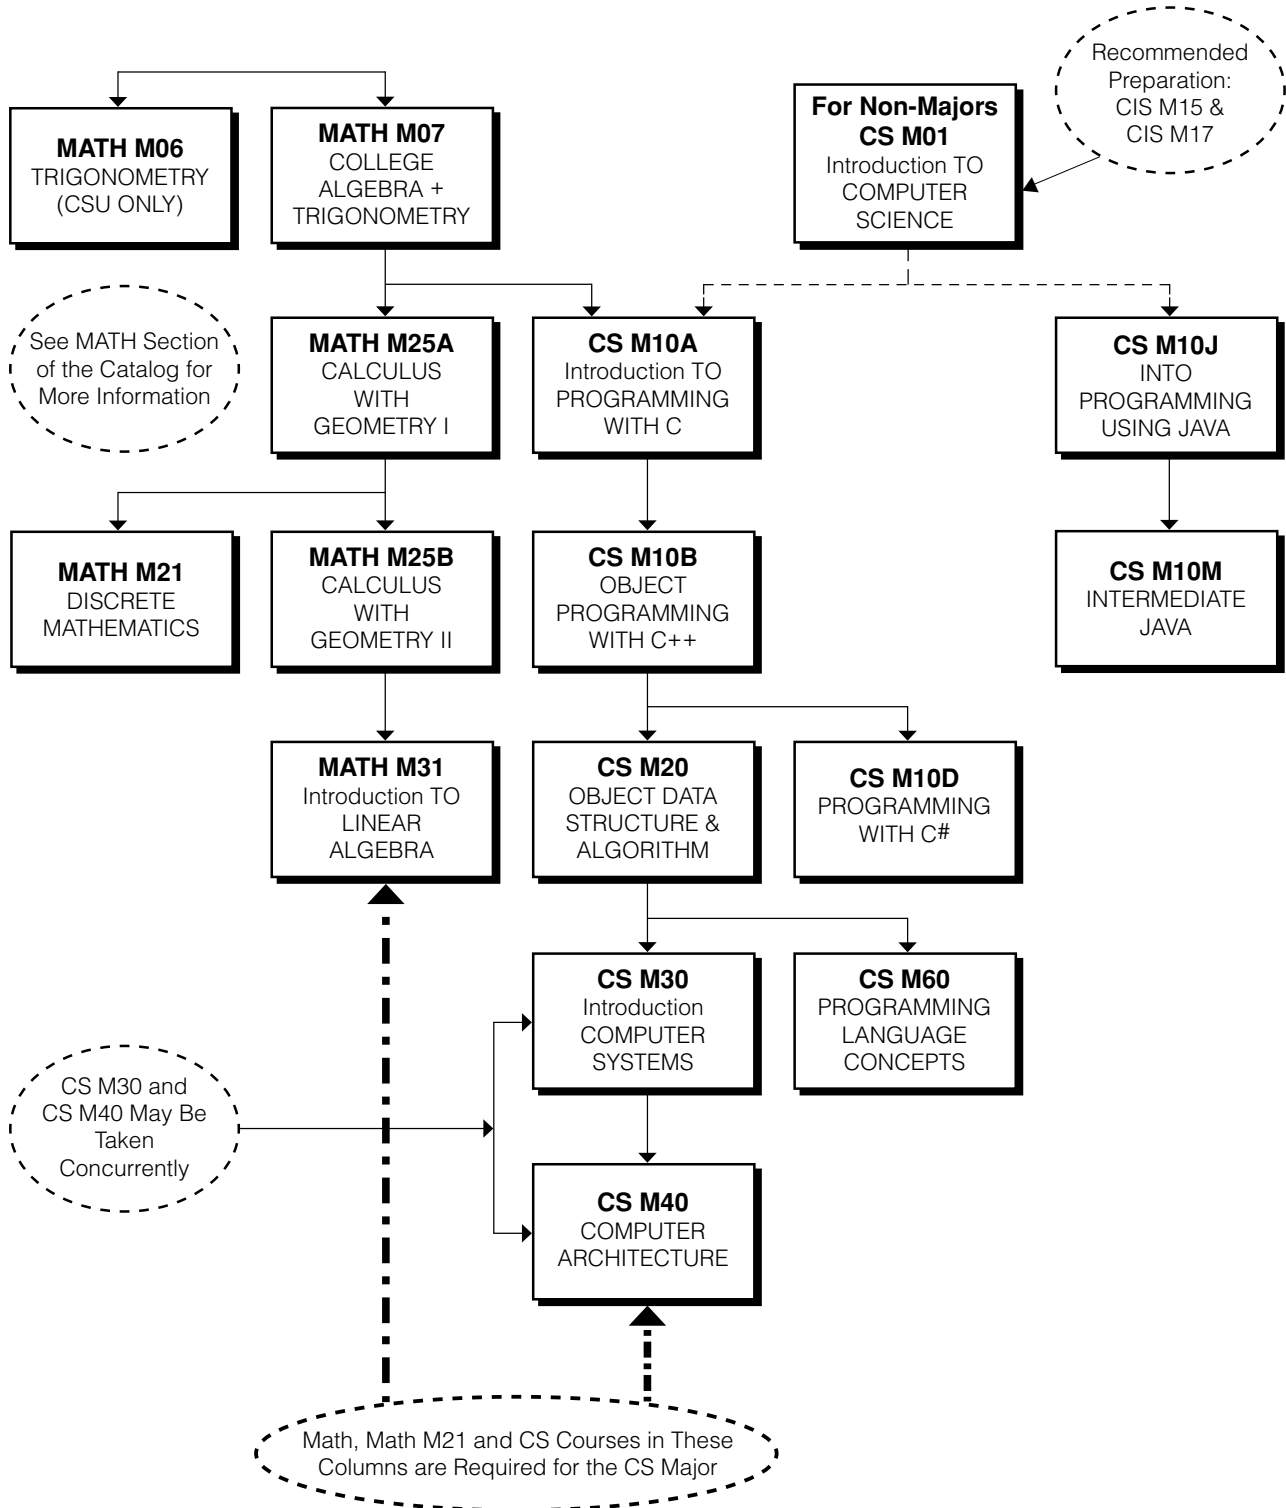 Recommended
Preparation:
CIS M15 &
CIS M17
MATH M06
TRIGONOMETRY
(CSU ONLY)
MATH M07
COLLEGE
ALGEBRA +
TRIGONOMETRY
For Non-Majors
CS M01
Introduction TO
COMPUTER
SCIENCE
See MATH Section
of the Catalog for
More Information
MATH M25A
CALCULUS
WITH
GEOMETRY I
CS M10A
Introduction TO
PROGRAMMING
WITH C
CS M10J
INTO
PROGRAMMING
USING JAVA
MATH M21
DISCRETE
MATHEMATICS
MATH M25B
CALCULUS
WITH
GEOMETRY II
CS M10B
OBJECT
PROGRAMMING
WITH C++
CS M10M
INTERMEDIATE
JAVA
MATH M31
Introduction TO
LINEAR
ALGEBRA
CS M20
OBJECT DATA
STRUCTURE &
ALGORITHM
CS M10D
PROGRAMMING
WITH C#
CS M30
Introduction
COMPUTER
SYSTEMS
CS M60
PROGRAMMING
LANGUAGE
CONCEPTS
CS M30 and
CS M40 May Be
Taken
Concurrently
CS M40
COMPUTER
ARCHITECTURE
Math, Math M21 and CS Courses in These
Columns are Required for the CS Major